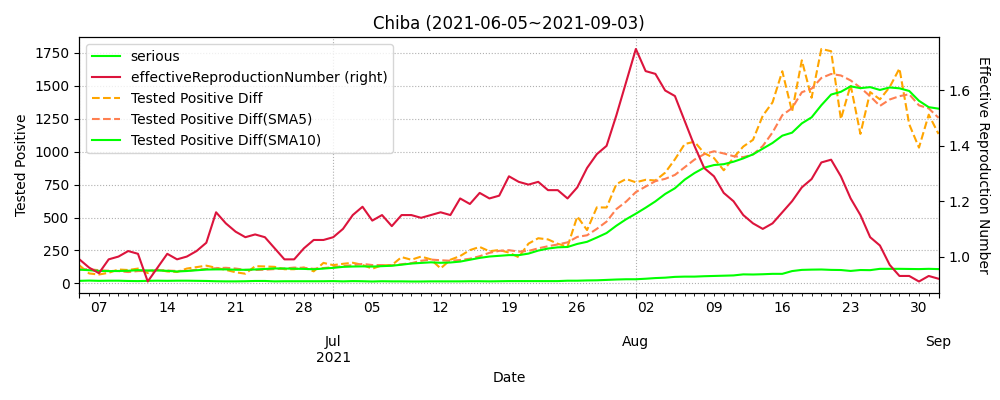 Chiba (2021-06-05~2021-09-03)
serious
effectiveReproductionNumber (right)
Tested Positive Diff
Tested Positive Diff(SMA5)
Tested Positive Diff(SMA10)
Tested Positive
1750
1500
1250
1000
750
500
250
0
1.6
1.4
1.2
1.0
Effective Reproduction Number
07 14 21 28 05 12 19 26 02 09 16 23 30
Jul Aug Sep
2021
Date